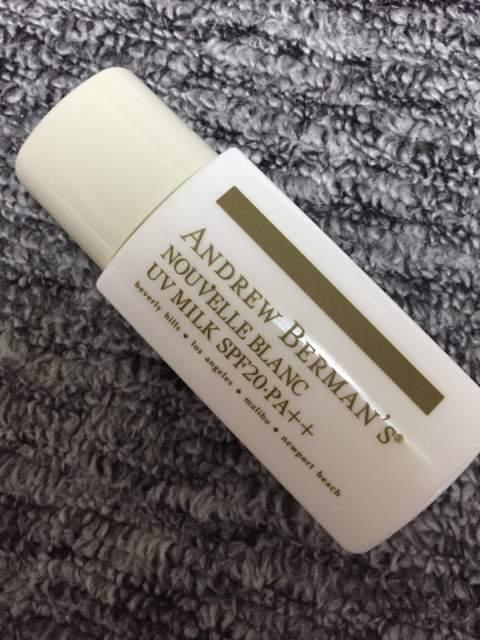 ANDREW BERMAN'S®
NOUVELLE BLANC
UV MILK SPF20·PA++
beverly hills • los angeles • malibu • newport beach